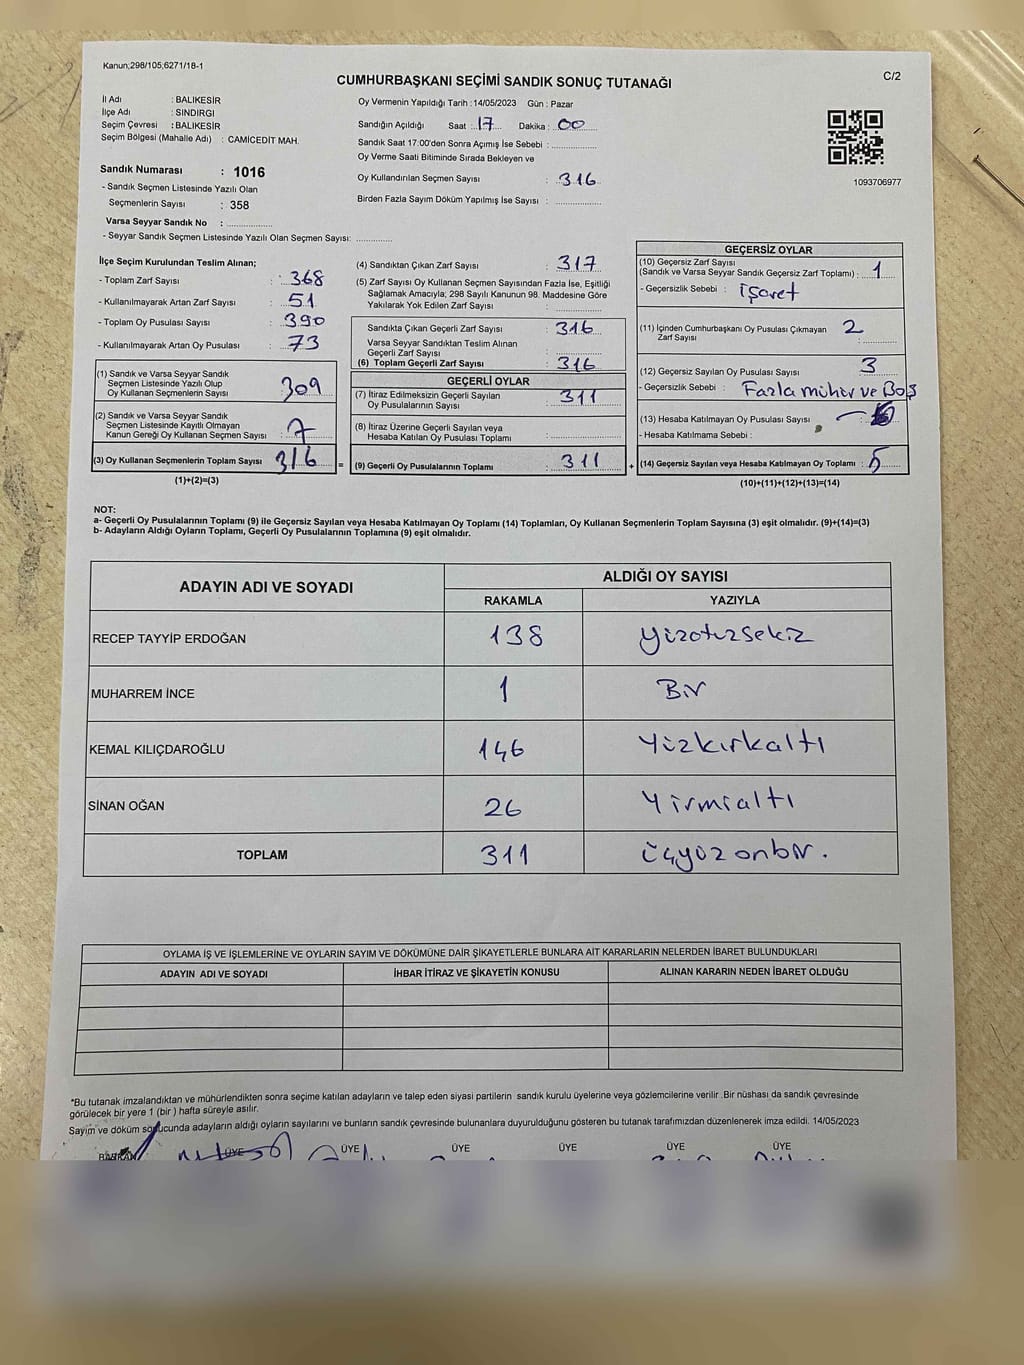 Kanun;298/105,6271/18-1
C/2
CUMHURBAŞKANI SEÇİMİ SANDIK SONUÇ TUTANAĞI
İl Adı : BALIKESİR
İlçe Adı : SINDIRGI
Seçim Çevresi : BALIKESİR
Seçim Bölgesi (Mahalle Adı) : CAMİCEDİT MAH.
Sandık Numarası : 1016
- Sandık Seçmen Listesinde Yazılı Olan
Seçmenlerin Sayısı : 358
Varsa Seyyar Sandık No :
- Seyyar Sandık Seçmen Listesinde Yazılı Olan Seçmen Sayısı:
Oy Vermenin Yapıldığı Tarih : 14/05/2023 Gün : Pazar
Sandığın Açıldığı Saat : 17 Dakika : 00
Sandık Saat 17:00'den Sonra Açımış İse Sebebi :
Oy Verme Saati Bitiminde Sırada Bekleyen ve
Oy Kullandırılan Seçmen Sayısı : 316
Birden Fazla Sayım Döküm Yapılmış İse Sayısı :
1093706977
İlçe Seçim Kurulundan Teslim Alınan;
- Toplam Zarf Sayısı : 368
- Kullanılmayarak Artan Zarf Sayısı : 51
- Toplam Oy Pusulası Sayısı : 390
- Kullanılmayarak Artan Oy Pusulası : 73
(1) Sandık ve Varsa Seyyar Sandık
Seçmen Listesinde Yazılı Olup
Oy Kullanan Seçmenlerin Sayısı : 309
(2) Sandık ve Varsa Seyyar Sandık
Seçmen Listesinde Kayıtlı Olmayan
Kanun Gereği Oy Kullanan Seçmen Sayısı : 7
(3) Oy Kullanan Seçmenlerin Toplam Sayısı 316
(1)+(2)=(3)
(4) Sandıktan Çıkan Zarf Sayısı : 317
(5) Zarf Sayısı Oy Kullanan Seçmen Sayısından Fazla İse, Eşitliği
Sağlamak Amacıyla; 298 Sayılı Kanunun 98. Maddesine Göre
Yakılarak Yok Edilen Zarf Sayısı :
Sandıkta Çıkan Geçerli Zarf Sayısı : 316
Varsa Seyyar Sandıktan Teslim Alınan
Geçerli Zarf Sayısı :
(6) Toplam Geçerli Zarf Sayısı : 316
GEÇERLİ OYLAR
(7) İtiraz Edilmeksizin Geçerli Sayılan
Oy Pusulalarının Sayısı : 311
(8) İtiraz Üzerine Geçerli Sayılan veya
Hesaba Katılan Oy Pusulası Toplamı :
= (9) Geçerli Oy Pusulalarının Toplamı : 311 +
GEÇERSİZ OYLAR
(10) Geçersiz Zarf Sayısı
(Sandık ve Varsa Seyyar Sandık Geçersiz Zarf Toplamı) : 1
- Geçersizlik Sebebi : işaret
(11) İçinden Cumhurbaşkanı Oy Pusulası Çıkmayan
Zarf Sayısı : 2
(12) Geçersiz Sayılan Oy Pusulası Sayısı : 3
- Geçersizlik Sebebi : Fazla mühür ve Boş
(13) Hesaba Katılmayan Oy Pusulası Sayısı :
- Hesaba Katılmama Sebebi :
(14) Geçersiz Sayılan veya Hesaba Katılmayan Oy Toplamı : 5
(10)+(11)+(12)+(13)=(14)
NOT:
a- Geçerli Oy Pusulalarının Toplamı (9) ile Geçersiz Sayılan veya Hesaba Katılmayan Oy Toplamı (14) Toplamları, Oy Kullanan Seçmenlerin Toplam Sayısına (3) eşit olmalıdır. (9)+(14)=(3)
b- Adayların Aldığı Oyların Toplamı, Geçerli Oy Pusulalarının Toplamına (9) eşit olmalıdır.
ADAYIN ADI VE SOYADI ALDIĞI OY SAYISI
RAKAMLA YAZIYLA
RECEP TAYYİP ERDOĞAN 138 Yüzotuzsekiz
MUHARREM İNCE 1 Bir
KEMAL KILIÇDAROĞLU 146 Yüzkırkaltı
SİNAN OĞAN 26 Yirmialtı
TOPLAM 311 üçyüz onbir.
OYLAMA İŞ VE İŞLEMLERİNE VE OYLARIN SAYIM VE DÖKÜMÜNE DAİR ŞİKAYETLERLE BUNLARA AİT KARARLARIN NELERDEN İBARET BULUNDUKLARI
ADAYIN ADI VE SOYADI İHBAR İTİRAZ VE ŞİKAYETİN KONUSU ALINAN KARARIN NEDEN İBARET OLDUĞU
*Bu tutanak imzalandıktan ve mühürlendikten sonra seçime katılan adayların ve talep eden siyasi partilerin sandık kurulu üyelerine veya gözlemcilerine verilir .Bir nüshası da sandık çevresinde
görülecek bir yere 1 (bir ) hafta süreyle asılır.
Sayım ve döküm sonucunda adayların aldığı oyların sayılarını ve bunların sandık çevresinde bulunanlara duyurulduğunu gösteren bu tutanak tarafımızdan düzenlenerek imza edildi. 14/05/2023
BAŞKAN ÜYE ÜYE ÜYE ÜYE ÜYE ÜYE